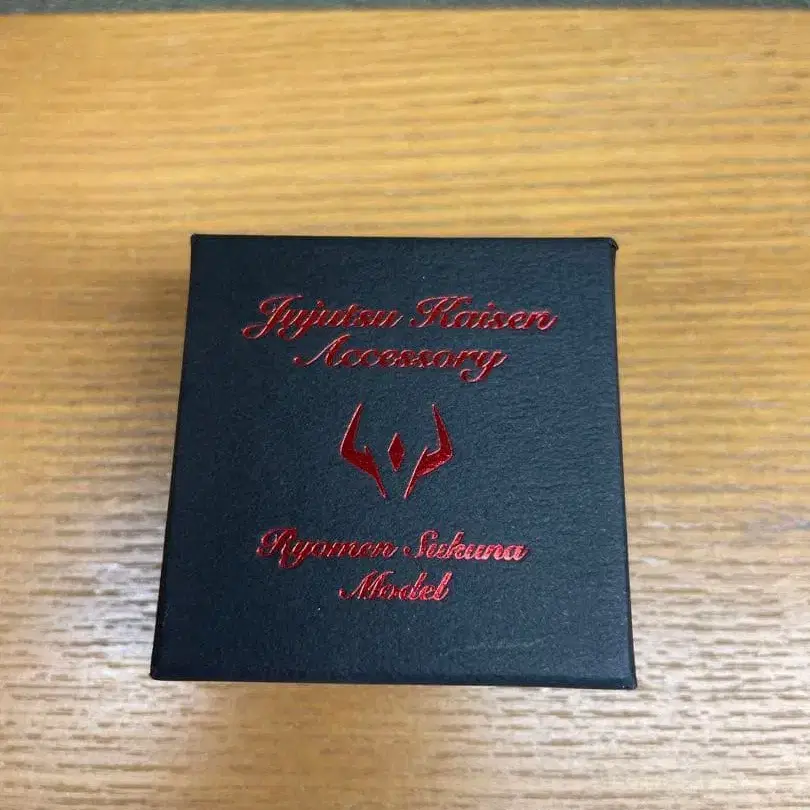 Jujutsu Kaisen
Accessory
Ryomen Sukuna
Model